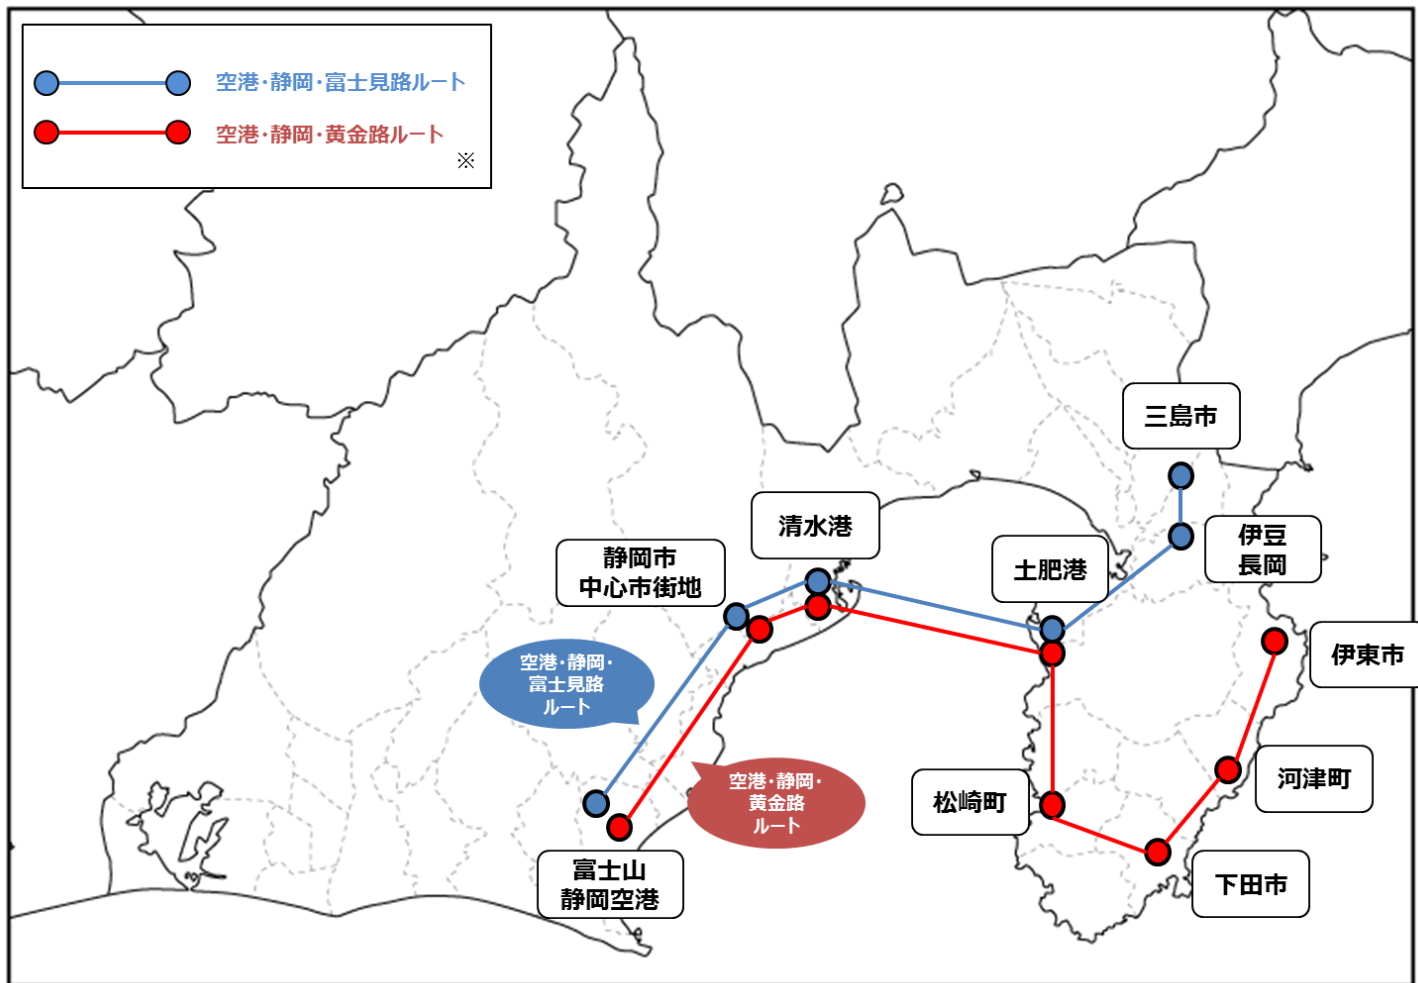 空港・静岡・富士見路ルート
空港・静岡・黄金路ルート
※
三島市
清水港
伊豆
長岡
静岡市
中心市街地
土肥港
空港・静岡・
富士見路
ルート
伊東市
空港・静岡・
黄金路
ルート
河津町
松崎町
富士山
静岡空港
下田市